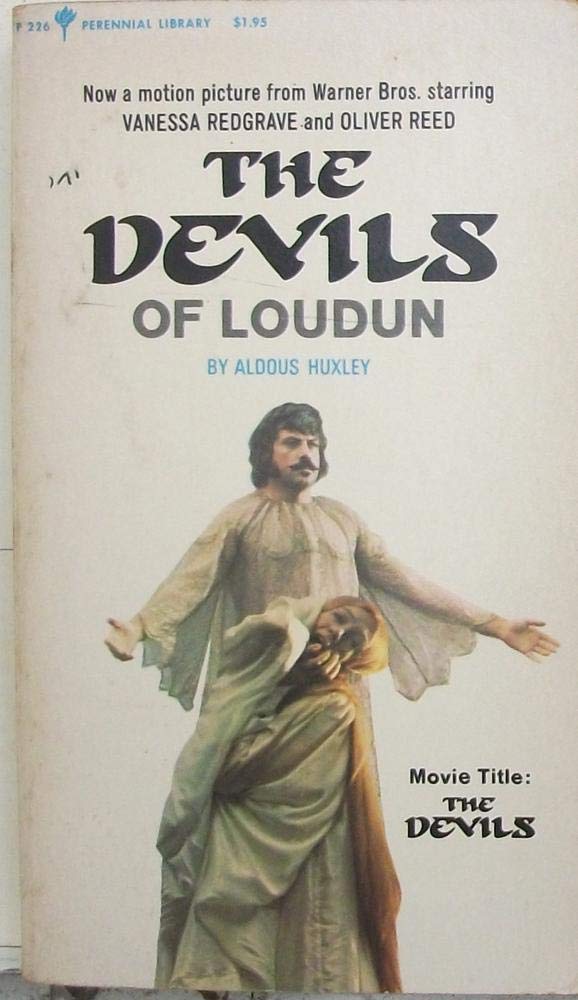 P 226 PERENNIAL LIBRARY $1.95
Now a motion picture from Warner Bros. starring
VANESSA REDGRAVE and OLIVER REED
THE
DEVILS
OF LOUDUN
BY ALDOUS HUXLEY
Movie Title:
THE
DEVILS